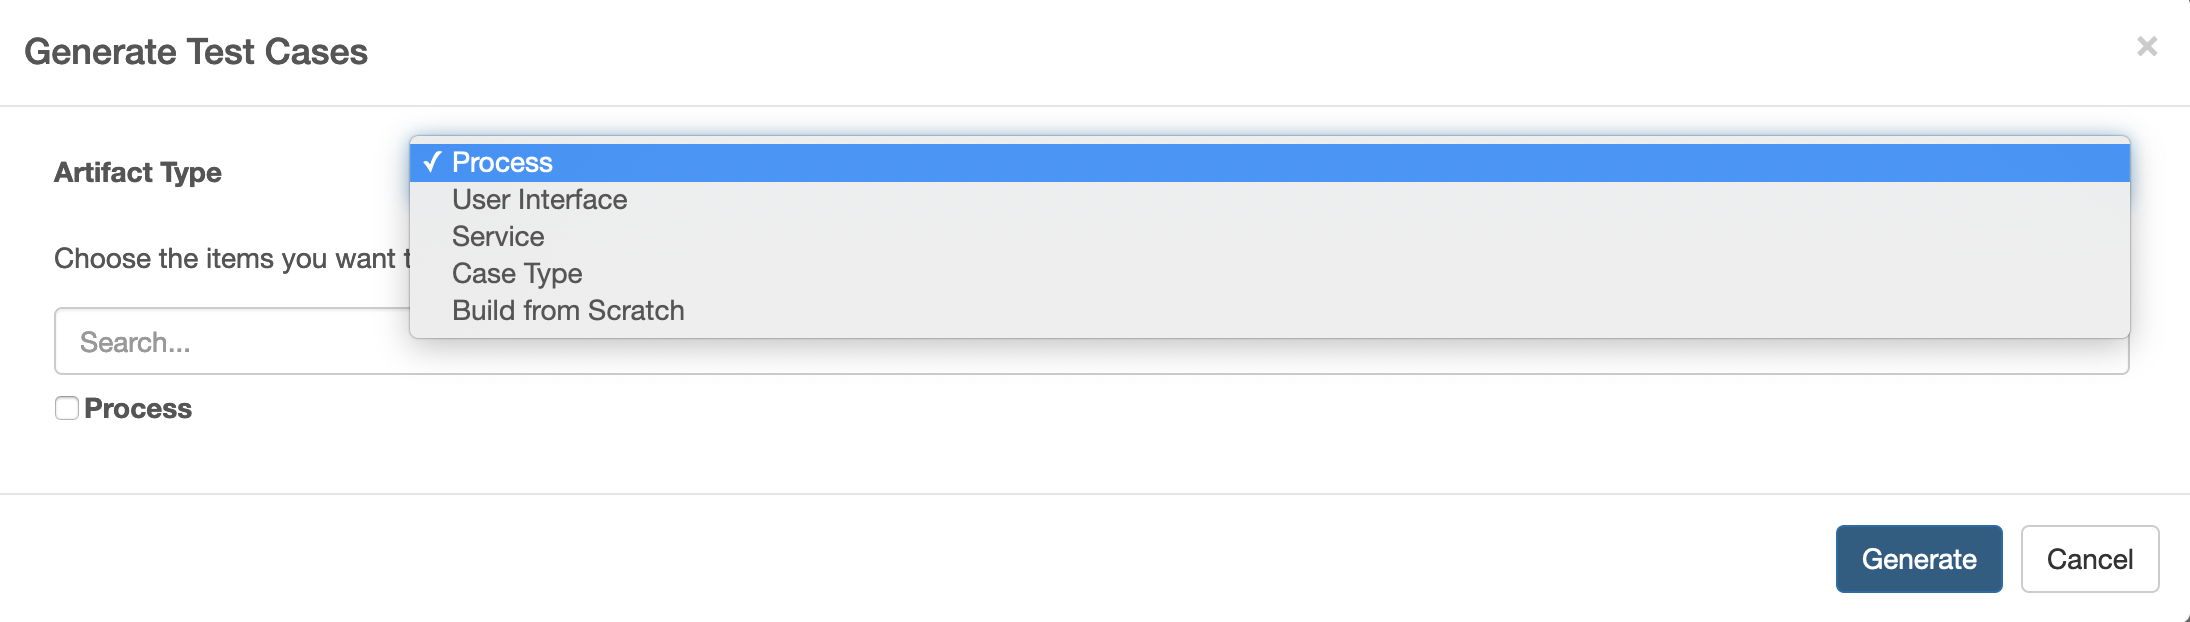 Generate Test Cases
×
Artifact Type
✓ Process
User Interface
Service
Case Type
Build from Scratch
Choose the items you want
Search...
Process
Generate
Cancel